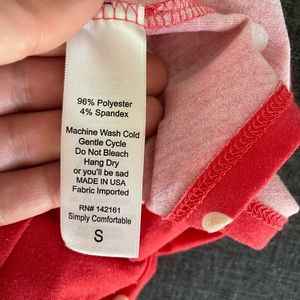 96% Polyester
4% Spandex
Machine Wash Cold
Gentle Cycle
Do Not Bleach
Hang Dry
or you'll be sad
MADE IN USA
Fabric Imported
RN# 142161
Simply Comfortable
S